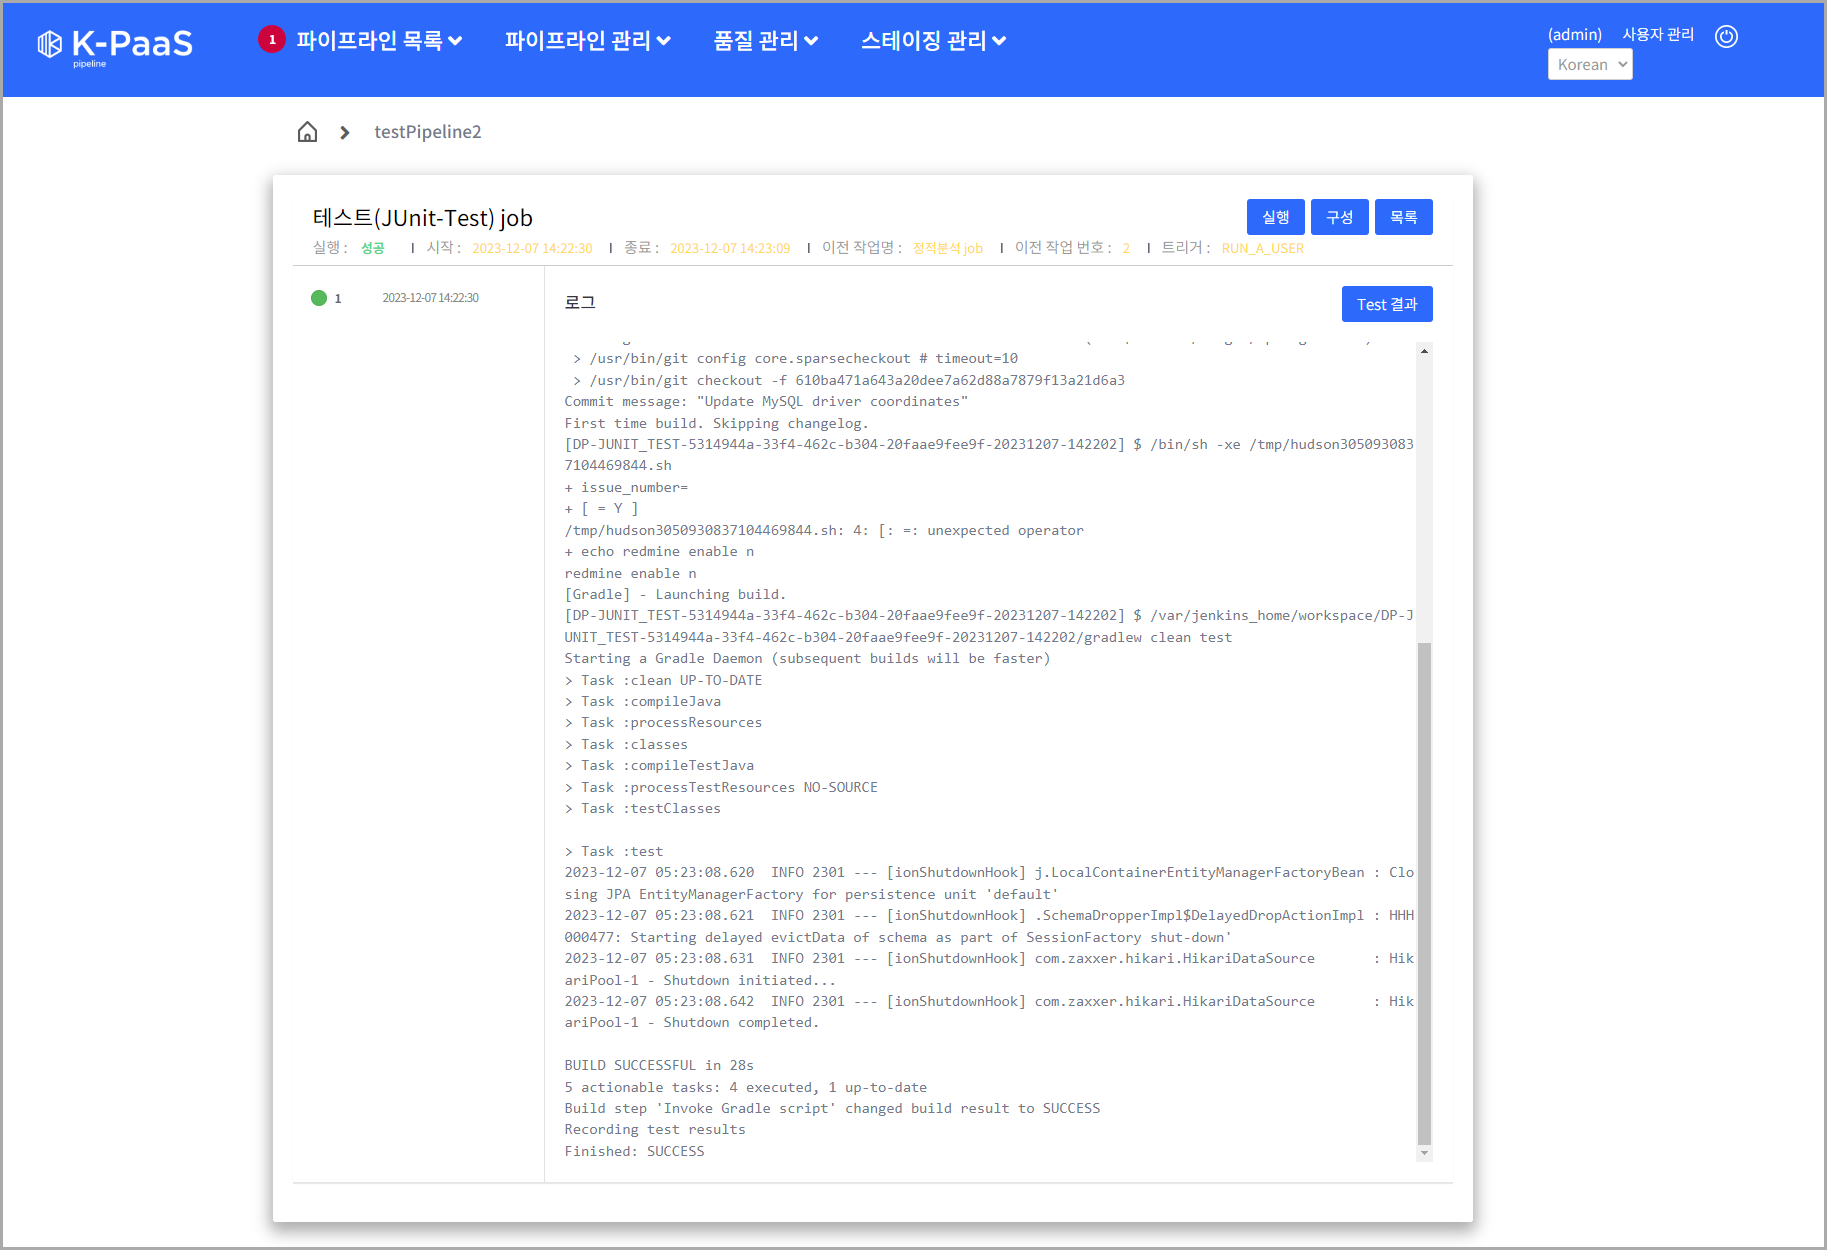 K-PaaS
pipeline
1 파이프라인 목록 파이프라인 관리 품질 관리 스테이징 관리
(admin) 사용자 관리
Korean
testPipeline2
테스트(JUnit-Test) job
실행 구성 목록
실행 : 성공 I 시작 : 2023-12-07 14:22:30 I 종료 : 2023-12-07 14:23:09 I 이전 작업명 : 정적분석 job I 이전 작업 번호 : 2 I 트리거 : RUN_A_USER
1 2023-12-07 14:22:30
로그
Test 결과
> /usr/bin/git config core.sparsecheckout # timeout=10
> /usr/bin/git checkout -f 610ba471a643a20dee7a62d88a7879f13a21d6a3
Commit message: "Update MySQL driver coordinates"
First time build. Skipping changelog.
[DP-JUNIT_TEST-5314944a-33f4-462c-b304-20faae9fee9f-20231207-142202] $ /bin/sh -xe /tmp/hudson305093083
7104469844.sh
+ issue_number=
+ [ = Y ]
/tmp/hudson3050930837104469844.sh: 4: [: =: unexpected operator
+ echo redmine enable n
redmine enable n
[Gradle] - Launching build.
[DP-JUNIT_TEST-5314944a-33f4-462c-b304-20faae9fee9f-20231207-142202] $ /var/jenkins_home/workspace/DP-J
UNIT_TEST-5314944a-33f4-462c-b304-20faae9fee9f-20231207-142202/gradlew clean test
Starting a Gradle Daemon (subsequent builds will be faster)
> Task :clean UP-TO-DATE
> Task :compileJava
> Task :processResources
> Task :classes
> Task :compileTestJava
> Task :processTestResources NO-SOURCE
> Task :testClasses
> Task :test
2023-12-07 05:23:08.620  INFO 2301 --- [ionShutdownHook] j.LocalContainerEntityManagerFactoryBean : Clo
sing JPA EntityManagerFactory for persistence unit 'default'
2023-12-07 05:23:08.621  INFO 2301 --- [ionShutdownHook] .SchemaDropperImpl$DelayedDropActionImpl : HHH
000477: Starting delayed evictData of schema as part of SessionFactory shut-down'
2023-12-07 05:23:08.631  INFO 2301 --- [ionShutdownHook] com.zaxxer.hikari.HikariDataSource       : Hik
ariPool-1 - Shutdown initiated...
2023-12-07 05:23:08.642  INFO 2301 --- [ionShutdownHook] com.zaxxer.hikari.HikariDataSource       : Hik
ariPool-1 - Shutdown completed.
BUILD SUCCESSFUL in 28s
5 actionable tasks: 4 executed, 1 up-to-date
Build step 'Invoke Gradle script' changed build result to SUCCESS
Recording test results
Finished: SUCCESS